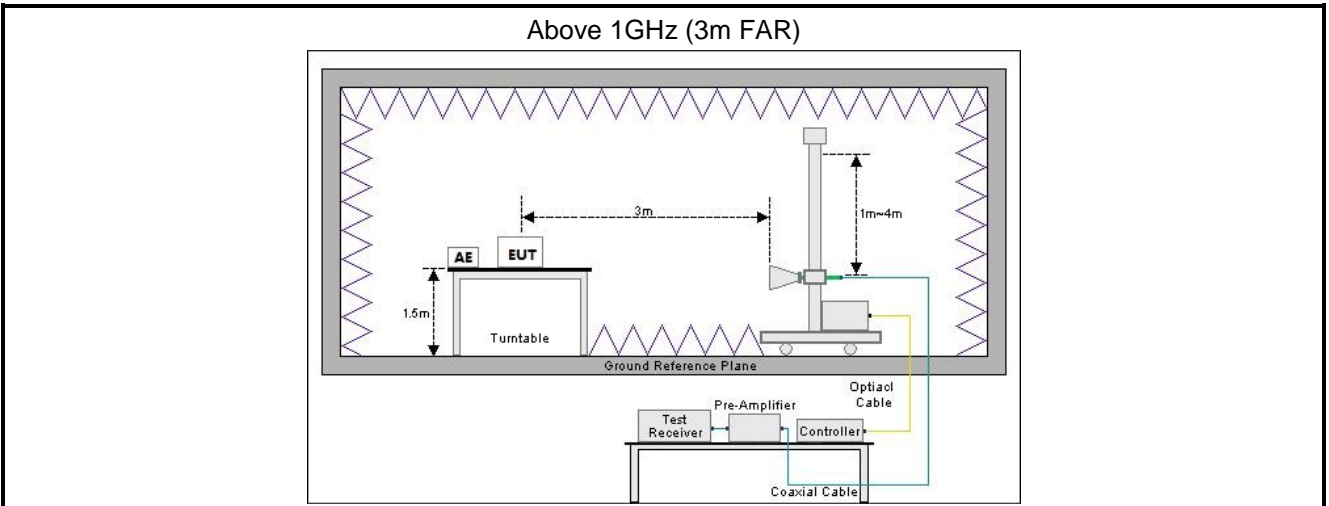 Above 1GHz (3m FAR)
3m
1m~4m
AE
EUT
1.5m
Turntable
Ground Reference Plane
Optiacl
Cable
Pre-Amplifier
Test
Receiver
Controller
Coaxial Cable